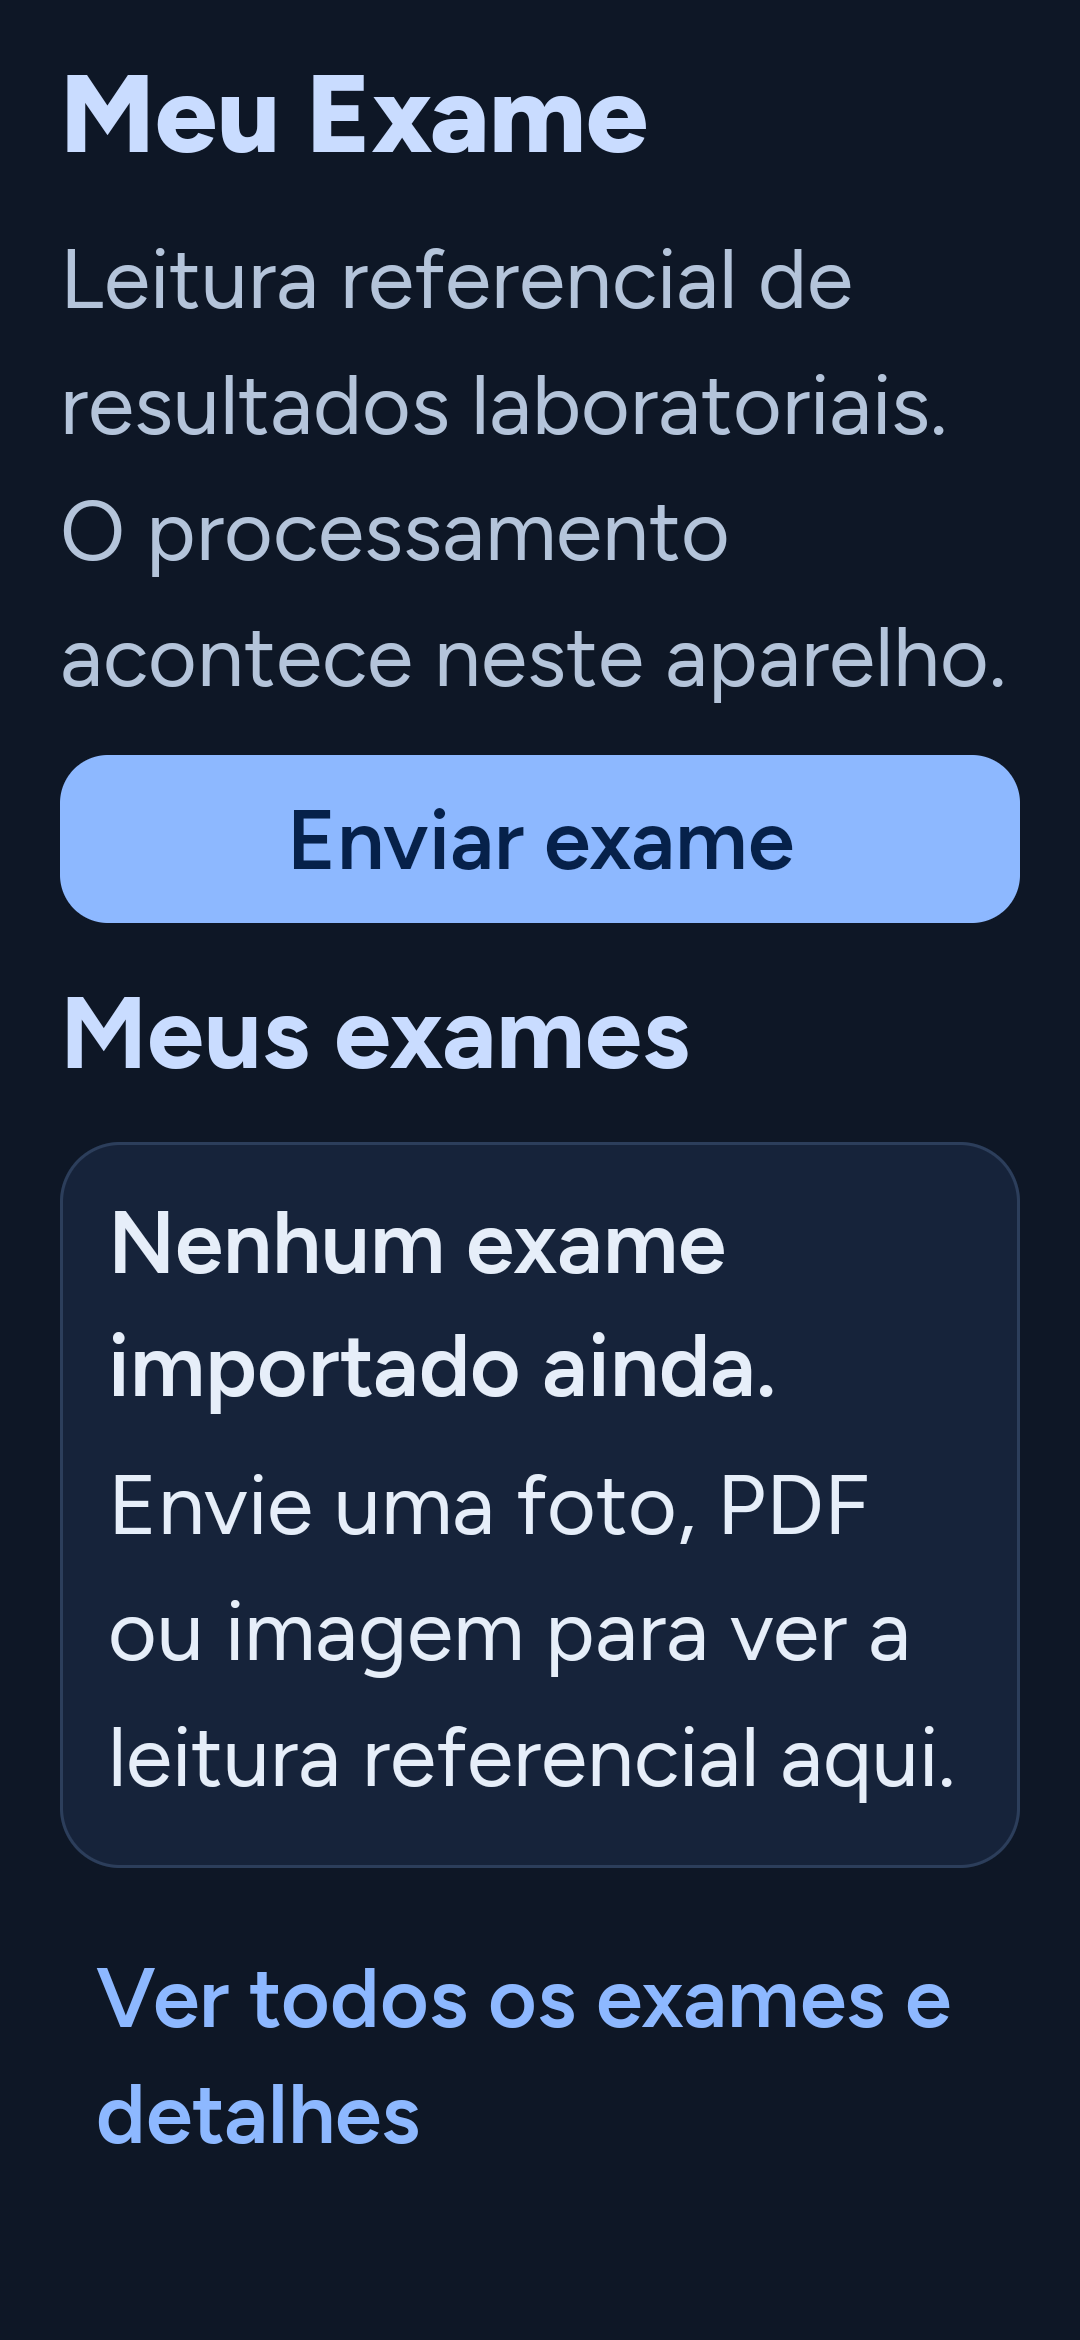 Meu Exame
Leitura referencial de
resultados laboratoriais.
O processamento
acontece neste aparelho.
Enviar exame
Meus exames
Nenhum exame
importado ainda.
Envie uma foto, PDF
ou imagem para ver a
leitura referencial aqui.
Ver todos os exames e
detalhes